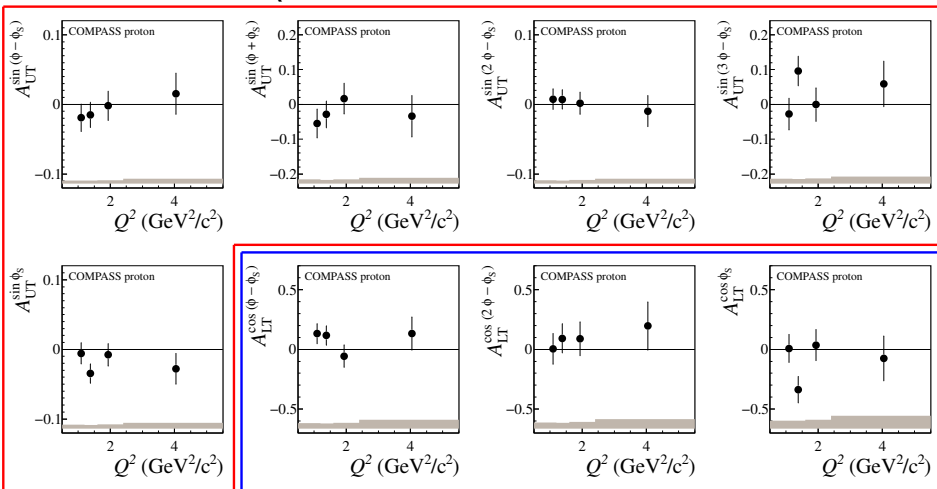 A_UT^sin (ϕ – ϕ_S)
0.1
0
−0.1
COMPASS proton
2 4
Q² (GeV²/c²)
A_UT^sin (ϕ + ϕ_S)
0.2
0.1
0
−0.1
−0.2
COMPASS proton
2 4
Q² (GeV²/c²)
A_UT^sin (2 ϕ – ϕ_S)
0.1
0
−0.1
COMPASS proton
2 4
Q² (GeV²/c²)
A_UT^sin (3 ϕ – ϕ_S)
0.2
0.1
0
−0.1
−0.2
COMPASS proton
2 4
Q² (GeV²/c²)
A_UT^sin ϕ_S
0.1
0
−0.1
COMPASS proton
2 4
Q² (GeV²/c²)
A_LT^cos (ϕ – ϕ_S)
0.5
0
−0.5
COMPASS proton
2 4
Q² (GeV²/c²)
A_LT^cos (2 ϕ – ϕ_S)
0.5
0
−0.5
COMPASS proton
2 4
Q² (GeV²/c²)
A_LT^cos ϕ_S
0.5
0
−0.5
COMPASS proton
2 4
Q² (GeV²/c²)